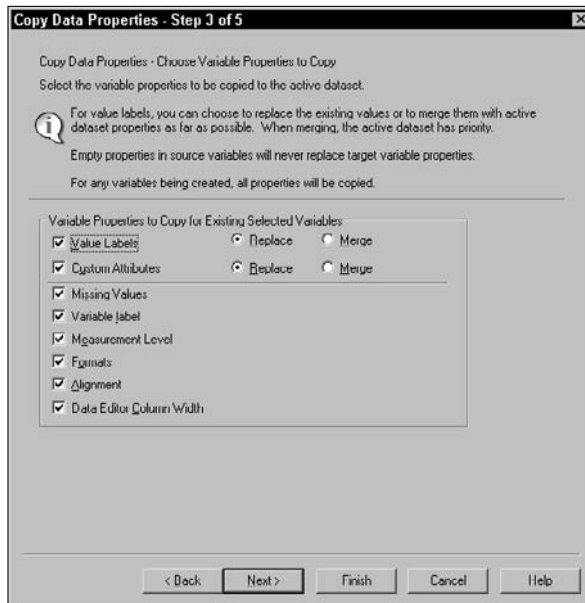 Copy Data Properties - Step 3 of 5
Copy Data Properties - Choose Variable Properties to Copy
Select the variable properties to be copied to the active dataset.
For value labels, you can choose to replace the existing values or to merge them with active
dataset properties as far as possible. When merging, the active dataset has priority.
Empty properties in source variables will never replace target variable properties.
For any variables being created, all properties will be copied.
Variable Properties to Copy for Existing Selected Variables
Value Labels Replace Merge
Custom Attributes Replace Merge
Missing Values
Variable label
Measurement Level
Formats
Alignment
Data Editor Column Width
< Back Next > Finish Cancel Help